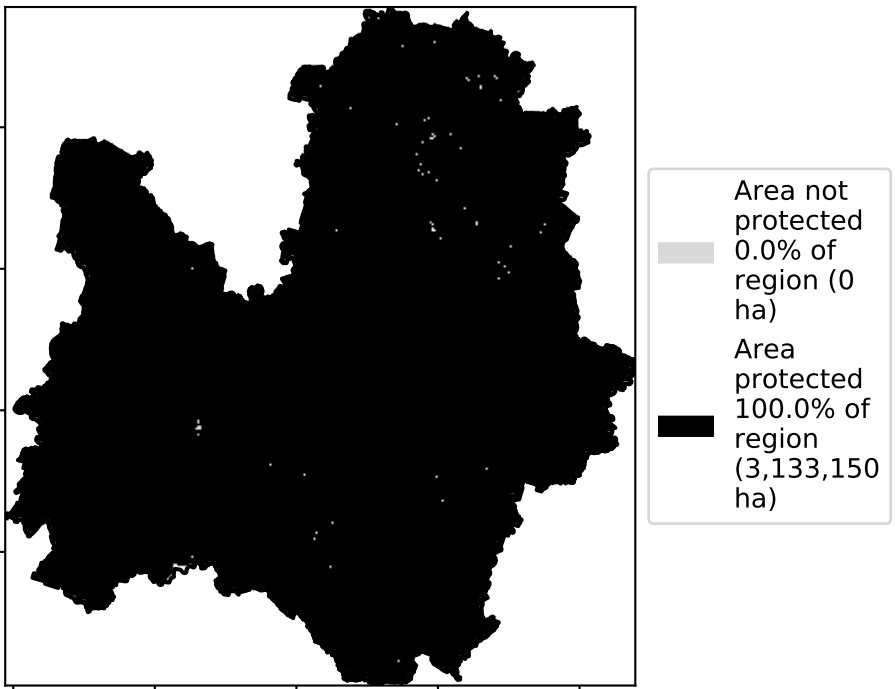 Area not
protected
0.0% of
region (0
ha)
Area
protected
100.0% of
region
(3,133,150
ha)